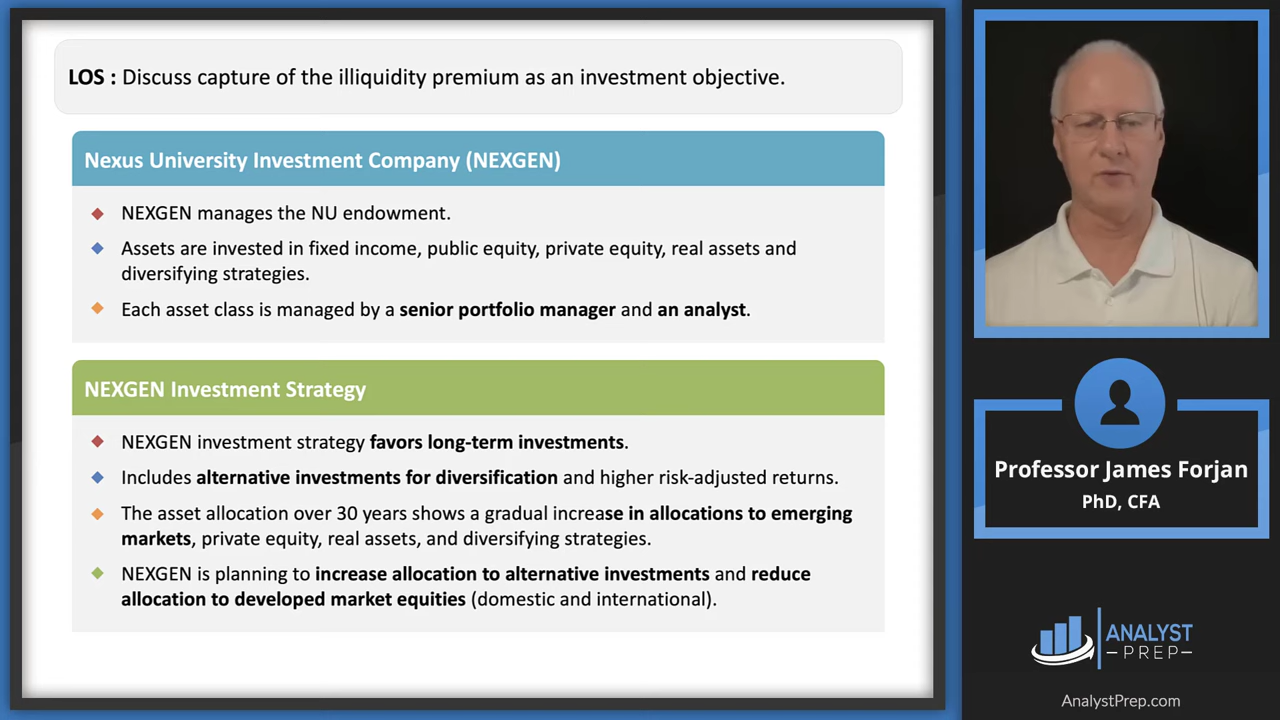 LOS : Discuss capture of the illiquidity premium as an investment objective.
Nexus University Investment Company (NEXGEN)
NEXGEN manages the NU endowment.
Assets are invested in fixed income, public equity, private equity, real assets and
diversifying strategies.
Each asset class is managed by a senior portfolio manager and an analyst.
NEXGEN Investment Strategy
NEXGEN investment strategy favors long-term investments.
Includes alternative investments for diversification and higher risk-adjusted returns.
The asset allocation over 30 years shows a gradual increase in allocations to emerging
markets, private equity, real assets, and diversifying strategies.
NEXGEN is planning to increase allocation to alternative investments and reduce
allocation to developed market equities (domestic and international).
Professor James Forjan
PhD, CFA
ANALYST
PREP
AnalystPrep.com